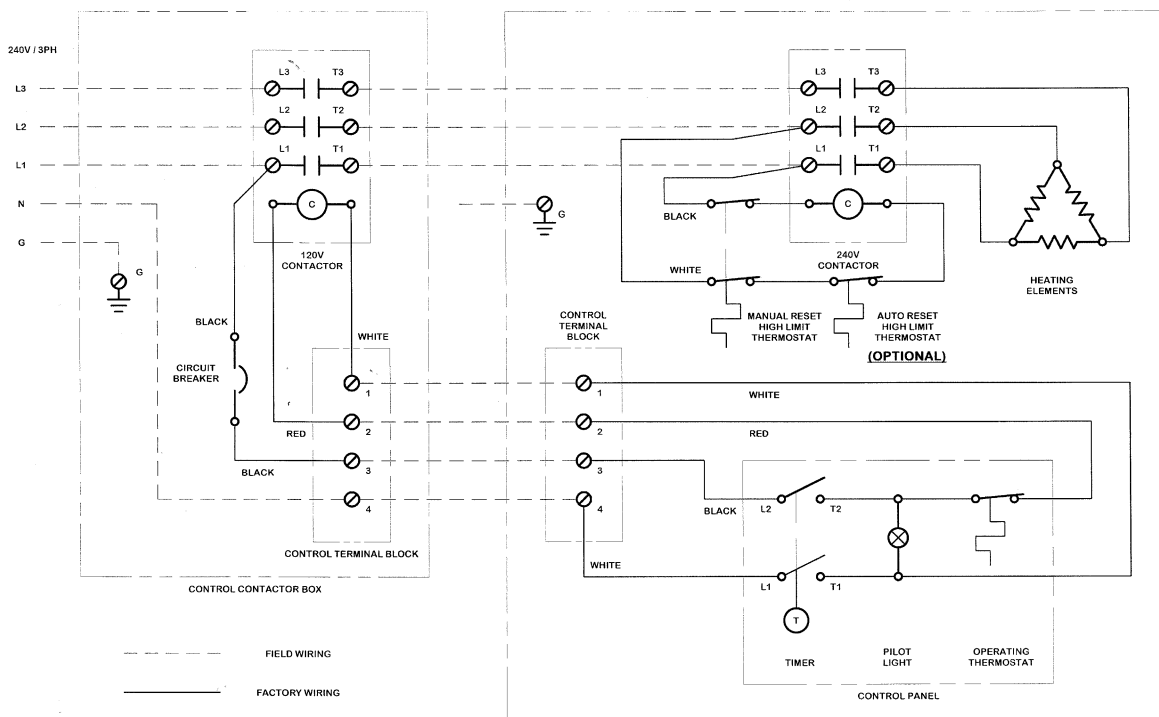 240V / 3PH
L3
L2
L1
N
G
L3 T3
L2 T2
L1 T1
C
120V
CONTACTOR
G
BLACK
WHITE
CIRCUIT
BREAKER
RED
BLACK
1
2
3
4
CONTROL TERMINAL BLOCK
CONTROL CONTACTOR BOX
FIELD WIRING
FACTORY WIRING
G
L3 T3
L2 T2
L1 T1
C
BLACK
240V
CONTACTOR
WHITE
MANUAL RESET
HIGH LIMIT
THERMOSTAT
AUTO RESET
HIGH LIMIT
THERMOSTAT
(OPTIONAL)
HEATING
ELEMENTS
CONTROL
TERMINAL
BLOCK
1
2
3
4
WHITE
RED
BLACK
WHITE
L2 T2
L1 T1
T
TIMER
PILOT
LIGHT
OPERATING
THERMOSTAT
CONTROL PANEL